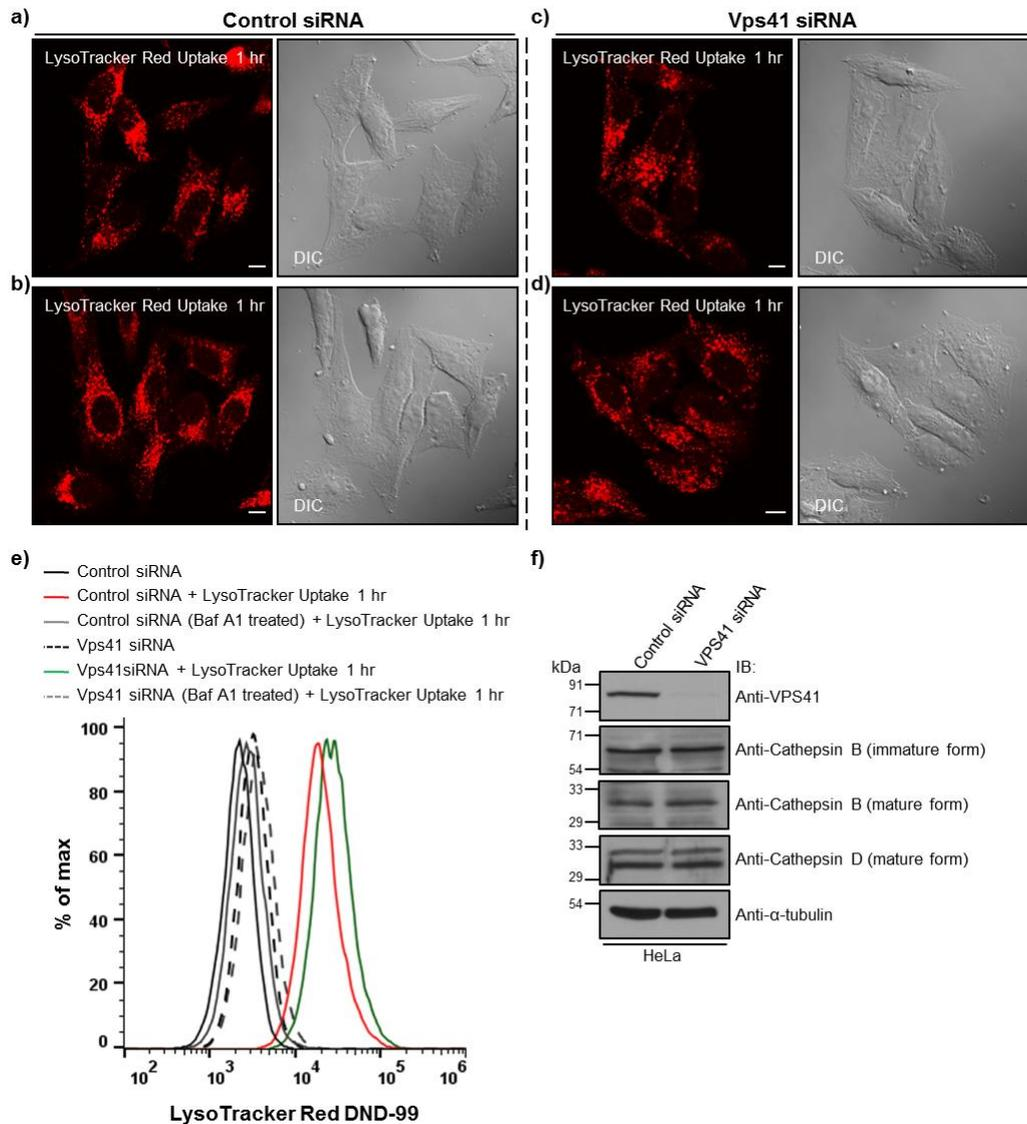 a) Control siRNA
c) Vps41 siRNA
LysoTracker Red Uptake 1 hr
DIC
LysoTracker Red Uptake 1 hr
DIC
b)
LysoTracker Red Uptake 1 hr
DIC
d)
LysoTracker Red Uptake 1 hr
DIC
e)
Control siRNA
Control siRNA + LysoTracker Uptake 1 hr
Control siRNA (Baf A1 treated) + LysoTracker Uptake 1 hr
Vps41 siRNA
Vps41siRNA + LysoTracker Uptake 1 hr
Vps41 siRNA (Baf A1 treated) + LysoTracker Uptake 1 hr
% of max
100
80
60
40
20
0
10² 10³ 10⁴ 10⁵ 10⁶
LysoTracker Red DND-99
f)
Control siRNA
VPS41 siRNA
kDa
IB:
91
71
Anti-VPS41
71
54
Anti-Cathepsin B (immature form)
33
29
Anti-Cathepsin B (mature form)
33
29
Anti-Cathepsin D (mature form)
54
Anti-α-tubulin
HeLa